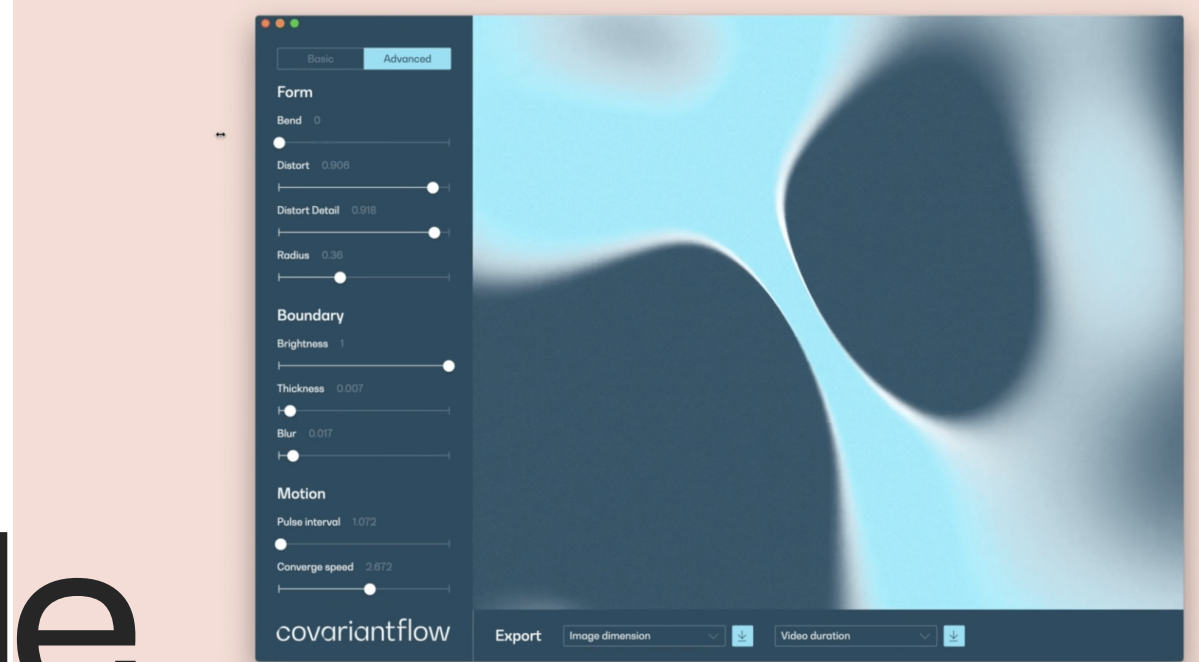 Basic Advanced
Form
Bend 0
Distort 0.906
Distort Detail 0.918
Radius 0.36
Boundary
Brightness 1
Thickness 0.007
Blur 0.017
Motion
Pulse interval 1.072
Converge speed 2.672
covariantflow
Export Image dimension Video duration
e